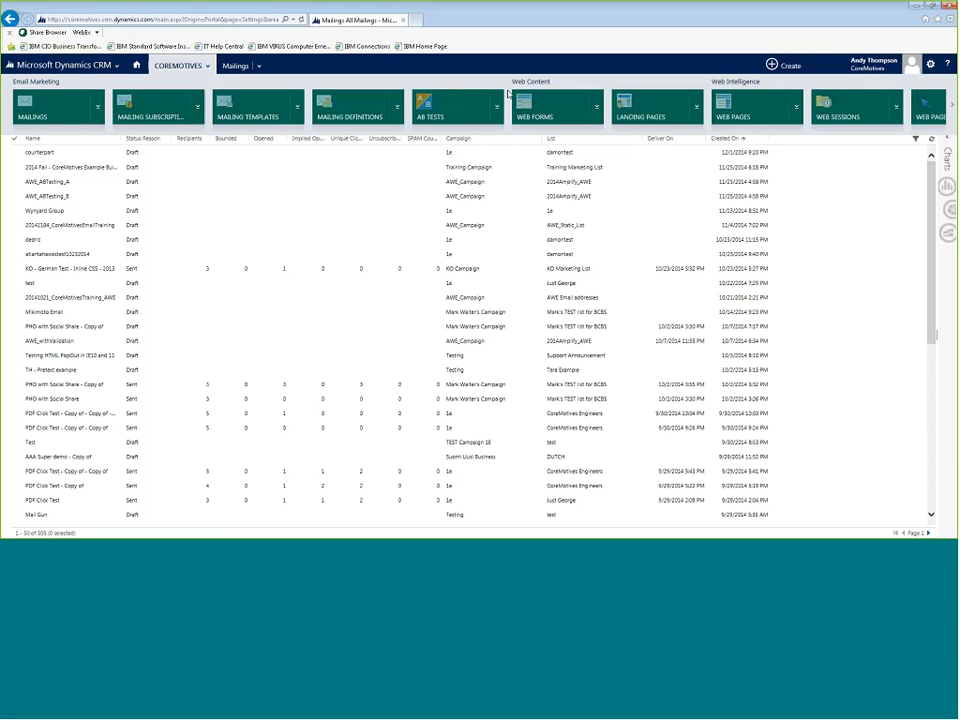 https://coremotives.crm.dynamics.com/main.aspx?Origin=Portal&page=Settings&area
Mailings All Mailings - Mic...
x Share Browser WebEx
IBM CIO Business Transfo... IBM Standard Software Ins... IT Help Central IBM VIRUS Computer Eme... IBM Connections IBM Home Page
Microsoft Dynamics CRM COREMOTIVES Mailings Create Andy Thompson
CoreMotives ?
Email Marketing Web Content Web Intelligence
MAILINGS MAILING SUBSCRIPTI... MAILING TEMPLATES MAILING DEFINITIONS AB TESTS WEB FORMS LANDING PAGES WEB PAGES WEB SESSIONS WEB PAGE
Name Status Reason Recipients Bounced Opened Implied Op... Unique Clic... Unsubscrib... SPAM Cou... Campaign List Deliver On Created On
Charts
counterpart Draft 1e damontest 12/1/2014 9:20 PM
2014 Fall - CoreMotives Example Bui... Draft Training Campaign Training Marketing List 11/25/2014 6:58 PM
AWE_ABTesting_A Draft AWE_Campaign 2014Amplify_AWE 11/25/2014 4:58 PM
AWE_ABTesting_B Draft AWE_Campaign 2014Amplify_AWE 11/25/2014 4:58 PM
Wynyard Group Draft 1e 1e 11/13/2014 8:51 PM
20141104_CoreMotivesEmailTraining Draft AWE_Campaign AWE_Static_List 11/4/2014 7:22 PM
dedric Draft 1e damontest 10/23/2014 11:15 PM
atlantahawkstest10232014 Draft 1e damontest 10/23/2014 9:40 PM
KO - German Test - Inline CSS - 2013 Sent 3 0 1 0 0 0 0 KO Campaign KO Marketing List 10/23/2014 5:32 PM 10/23/2014 5:27 PM
test Draft 1e Just George 10/22/2014 7:29 PM
20141021_CoreMotivesTraining_AWE Draft AWE_Campaign AWE Email addresses 10/21/2014 2:21 PM
Mikimoto Email Draft Mark Walter's Campaign Mark's TEST list for BCBS 10/14/2014 9:23 PM
PHO with Social Share - Copy of Draft Mark Walter's Campaign Mark's TEST list for BCBS 10/2/2014 3:30 PM 10/7/2014 7:17 PM
AWE_withValidation Draft AWE_Campaign 2014Amplify_AWE 10/7/2014 11:55 PM 10/7/2014 6:34 PM
Testing HTML PopOut in IE10 and 11 Draft Testing Support Announcement 10/3/2014 8:10 PM
TH - Pretext example Draft Testing Tara Example 10/2/2014 5:15 PM
PHO with Social Share - Copy of Sent 3 0 3 0 3 0 0 Mark Walter's Campaign Mark's TEST list for BCBS 10/2/2014 3:55 PM 10/2/2014 3:52 PM
PHO with Social Share Sent 3 0 0 0 0 0 0 Mark Walter's Campaign Mark's TEST list for BCBS 10/2/2014 3:30 PM 10/2/2014 3:26 PM
PDF Click Test - Copy of - Copy of -... Sent 5 0 1 0 0 0 0 1e CoreMotives Engineers 9/30/2014 10:04 PM 9/30/2014 10:03 PM
PDF Click Test - Copy of - Copy of Sent 5 0 0 0 0 0 0 1e CoreMotives Engineers 9/30/2014 9:26 PM 9/30/2014 9:24 PM
Test Draft TEST Campaign 1E test 9/30/2014 8:53 PM
AAA Super demo - Copy of Draft Suomi Uusi Business DUTCH 9/29/2014 11:52 PM
PDF Click Test - Copy of - Copy of Sent 5 0 1 1 2 0 0 1e CoreMotives Engineers 9/29/2014 5:43 PM 9/29/2014 5:41 PM
PDF Click Test - Copy of Sent 4 0 1 2 2 0 0 1e CoreMotives Engineers 9/29/2014 5:22 PM 9/29/2014 5:19 PM
PDF Click Test Sent 3 0 1 1 2 0 0 1e Just George 9/29/2014 2:08 PM 9/29/2014 2:04 PM
Mail Gun Draft Testing test 9/29/2014 3:33 AM
1 - 50 of 505 (0 selected) Page 1